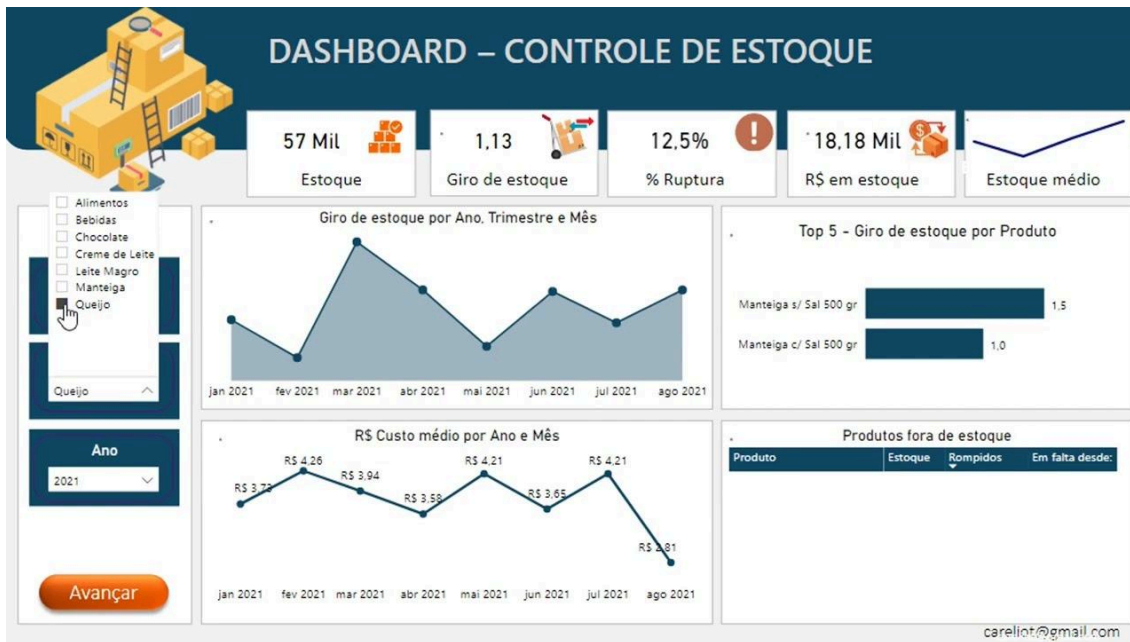 DASHBOARD – CONTROLE DE ESTOQUE
57 Mil
Estoque
1,13
Giro de estoque
12,5%
% Ruptura
18,18 Mil
R$ em estoque
Estoque médio
Alimentos
Bebidas
Chocolate
Creme de Leite
Leite Magro
Manteiga
Queijo
Queijo
Ano
2021
Avançar
Giro de estoque por Ano, Trimestre e Mês
jan 2021 fev 2021 mar 2021 abr 2021 mai 2021 jun 2021 jul 2021 ago 2021
Top 5 - Giro de estoque por Produto
Manteiga s/ Sal 500 gr 1,5
Manteiga c/ Sal 500 gr 1,0
R$ Custo médio por Ano e Mês
R$ 3,73 R$ 4,26 R$ 3,94 R$ 3,58 R$ 4,21 R$ 3,65 R$ 4,21 R$ 2,81
jan 2021 fev 2021 mar 2021 abr 2021 mai 2021 jun 2021 jul 2021 ago 2021
Produtos fora de estoque
Produto Estoque Rompidos Em falta desde:
careliot@gmail.com